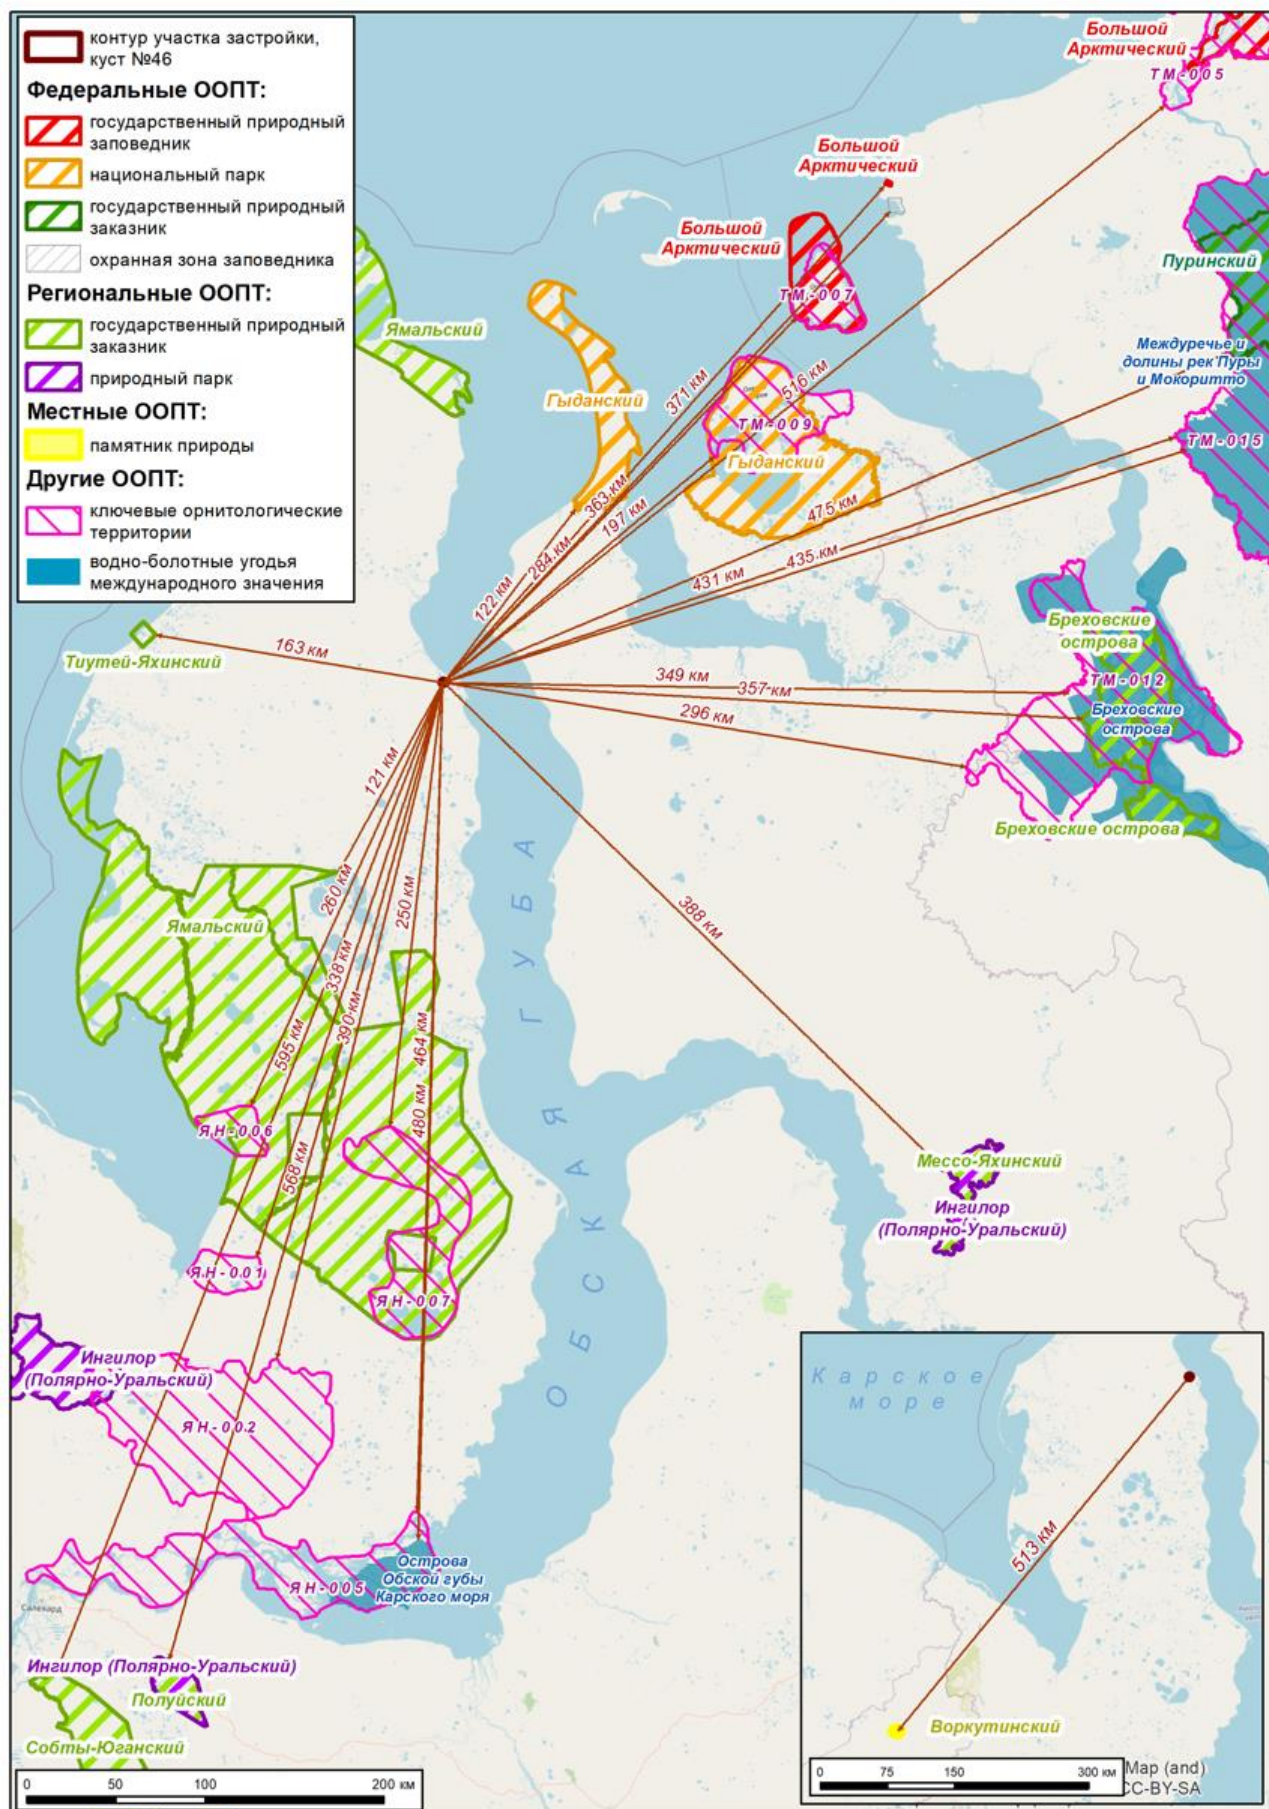 контур участка застройки,
куст №46
Федеральные ООПТ:
государственный природный
заповедник
национальный парк
государственный природный
заказник
охранная зона заповедника
Региональные ООПТ:
государственный природный
заказник
природный парк
Местные ООПТ:
памятник природы
Другие ООПТ:
ключевые орнитологические
территории
водно-болотные угодья
международного значения
Большой
Арктический
ТМ-005
Большой
Арктический
Большой
Арктический
ТМ-007
Пуринский
Ямальский
Гыданский
Междуречье и
долины рек Пуры
и Мокоритто
371 км
516 км
ТМ-009
Гыданский
ТМ-015
363 км
197 км
475 км
284 км
435 км
431 км
122 км
Тиутей-Яхинский
163 км
Бреховские
острова
349 км
357 км
ТМ-012
296 км
Бреховские
острова
Бреховские острова
121 км
260 км
250 км
388 км
Ямальский
338 км
390 км
595 км
464 км
480 км
ОБСКАЯ ГУБА
ЯН-006
568 км
Мессо-Яхинский
Ингилор
(Полярно-Уральский)
ЯН-001
ЯН-007
Ингилор
(Полярно-Уральский)
ЯН-002
Острова
Обской губы
Карского моря
ЯН-005
Салехард
Ингилор (Полярно-Уральский)
Полуйский
Собты-Юганский
0 50 100 200 км
Карское
море
513 км
Воркутинский
0 75 150 300 км
Map (and)
CC-BY-SA